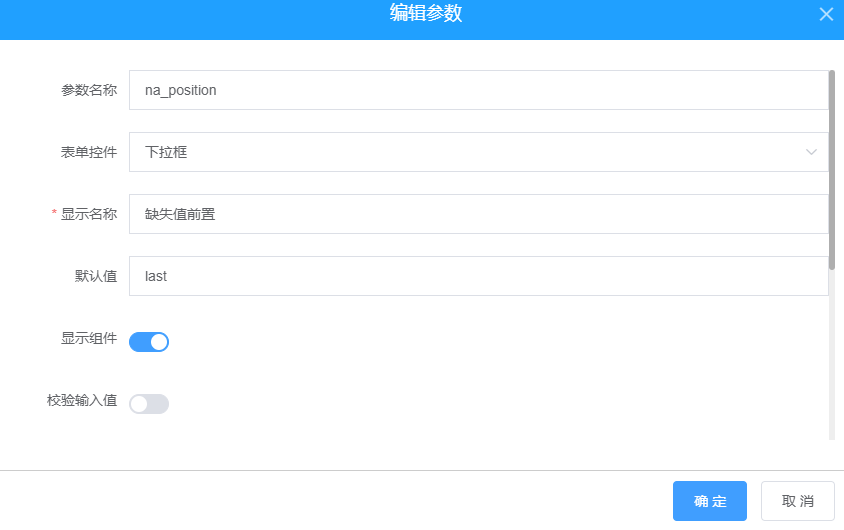 编辑参数
参数名称 na_position
表单控件 下拉框
* 显示名称 缺失值前置
默认值 last
显示组件
校验输入值
确 定 取 消